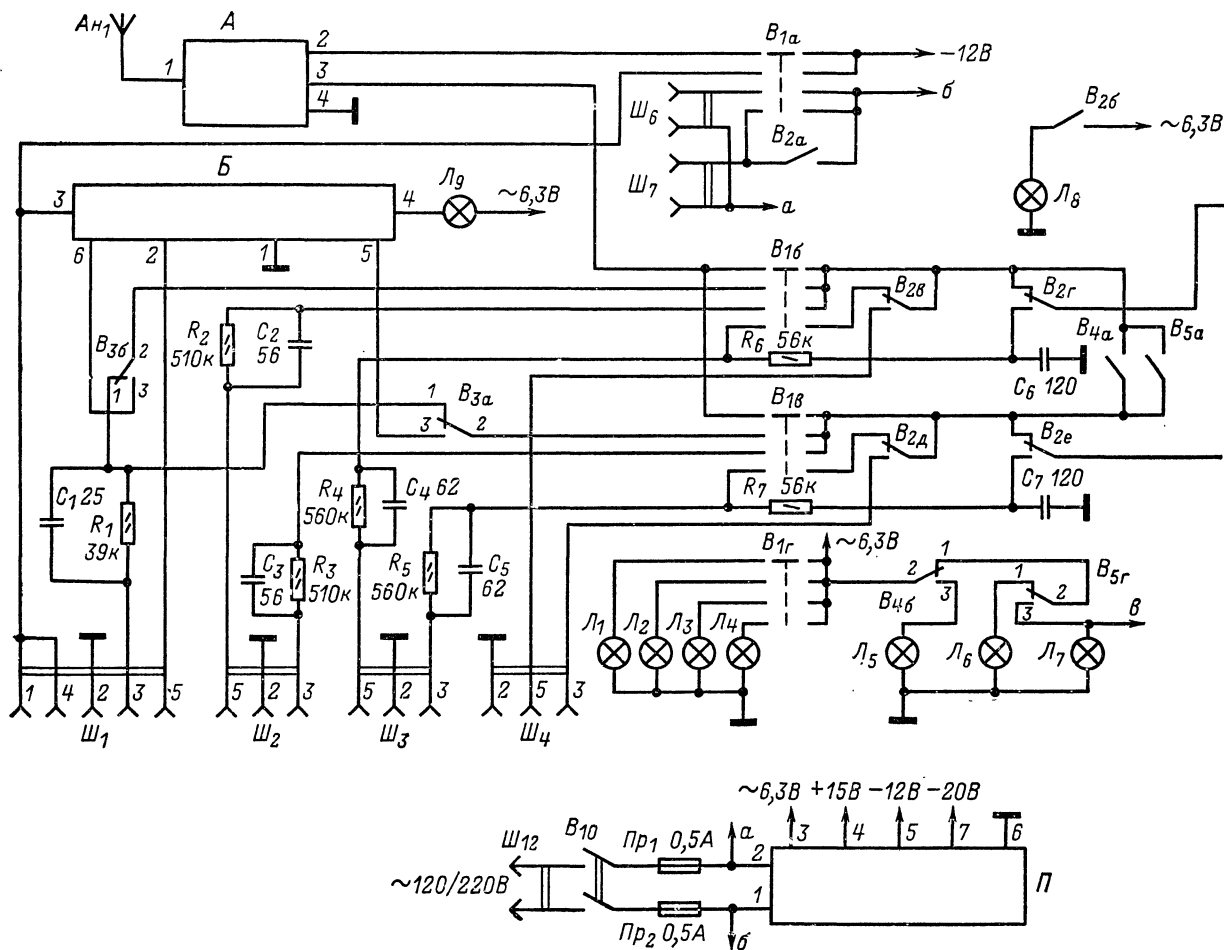 Ан₁
А
1
2
3
4
В₁а
−12В
б
Ш₆
В₂а
Ш₇
а
В₂б
~6,3В
Л₈
Б
3
4
Л₉
~6,3В
6
2
1
5
В₁б
В₂в
В₂г
R₂
510к
C₂
56
В₃б
2
1
3
R₆
56к
В₄а
В₅а
C₆ 120
1
В₃а
3
2
В₁в
В₂д
В₂е
C₁ 25
R₁
39к
R₄
560к
C₄ 62
R₇
56к
C₇ 120
C₃
56
R₃
510к
R₅
560к
C₅
62
В₁г
~6,3В
2
1
3
В₄б
1
2
3
В₅г
в
Л₁
Л₂
Л₃
Л₄
Л₅
Л₆
Л₇
1
4
2
3
5
Ш₁
5
2
3
Ш₂
5
2
3
Ш₃
2
5
3
Ш₄
~6,3В +15В −12В −20В
3
4
5
7
6
Ш₁₂
В₁₀
Пр₁ 0,5А
а
2
П
~120/220В
1
Пр₂ 0,5А
б